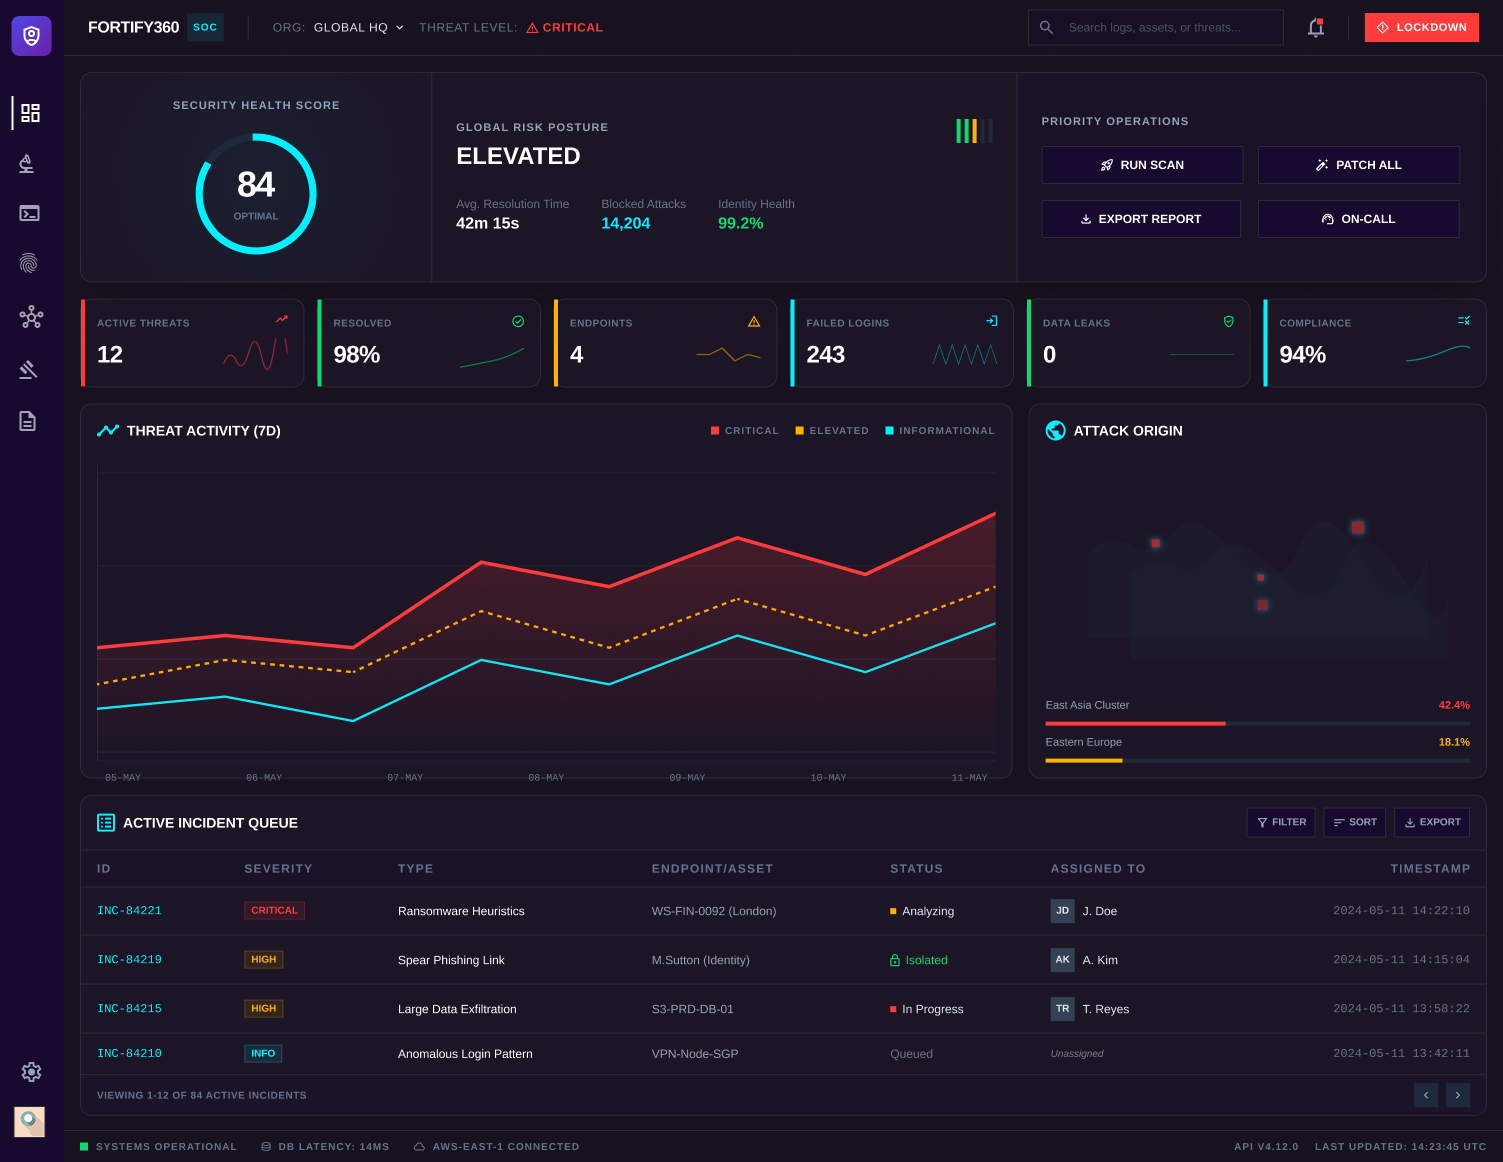 FORTIFY360 SOC ORG: GLOBAL HQ THREAT LEVEL: CRITICAL Search logs, assets, or threats... LOCKDOWN
SECURITY HEALTH SCORE
84
OPTIMAL
GLOBAL RISK POSTURE
ELEVATED
Avg. Resolution Time Blocked Attacks Identity Health
42m 15s 14,204 99.2%
PRIORITY OPERATIONS
RUN SCAN PATCH ALL
EXPORT REPORT ON-CALL
ACTIVE THREATS
12
RESOLVED
98%
ENDPOINTS
4
FAILED LOGINS
243
DATA LEAKS
0
COMPLIANCE
94%
THREAT ACTIVITY (7D) CRITICAL ELEVATED INFORMATIONAL
05-MAY 06-MAY 07-MAY 08-MAY 09-MAY 10-MAY 11-MAY
ATTACK ORIGIN
East Asia Cluster 42.4%
Eastern Europe 18.1%
ACTIVE INCIDENT QUEUE FILTER SORT EXPORT
ID SEVERITY TYPE ENDPOINT/ASSET STATUS ASSIGNED TO TIMESTAMP
INC-84221 CRITICAL Ransomware Heuristics WS-FIN-0092 (London) Analyzing JD J. Doe 2024-05-11 14:22:10
INC-84219 HIGH Spear Phishing Link M.Sutton (Identity) Isolated AK A. Kim 2024-05-11 14:15:04
INC-84215 HIGH Large Data Exfiltration S3-PRD-DB-01 In Progress TR T. Reyes 2024-05-11 13:58:22
INC-84210 INFO Anomalous Login Pattern VPN-Node-SGP Queued Unassigned 2024-05-11 13:42:11
VIEWING 1-12 OF 84 ACTIVE INCIDENTS
SYSTEMS OPERATIONAL DB LATENCY: 14MS AWS-EAST-1 CONNECTED API V4.12.0 LAST UPDATED: 14:23:45 UTC